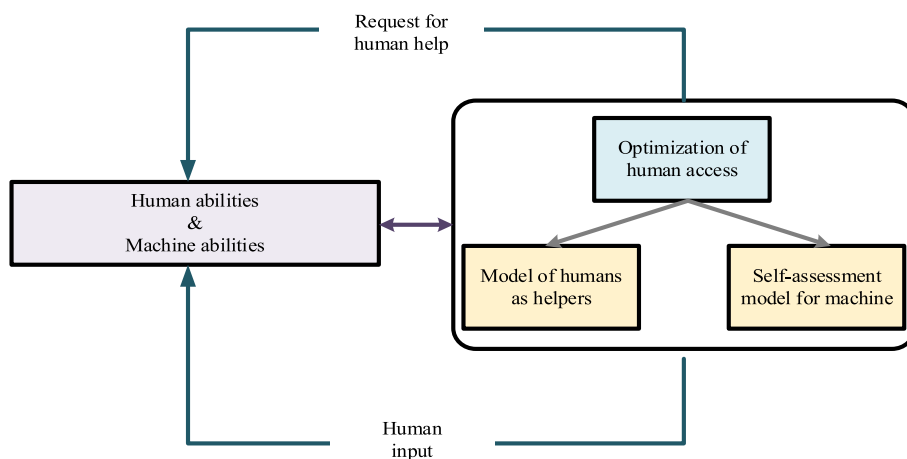 Request for
human help
Optimization of
human access
Human abilities
&
Machine abilities
Model of humans
as helpers
Self-assessment
model for machine
Human
input